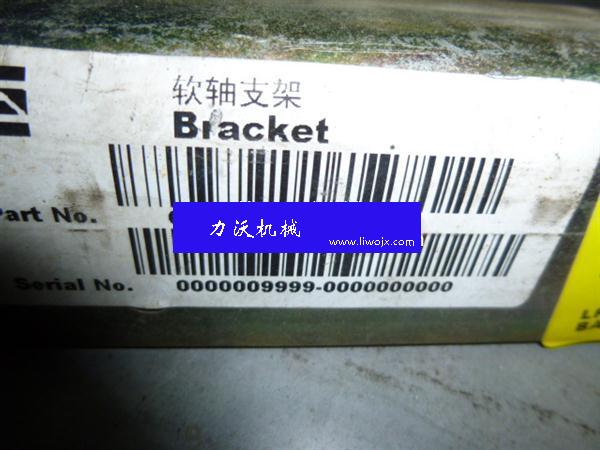 软轴支架
Bracket
Part No.
力沃机械
www.liwojx.com
Serial No. 0000009999-0000000000